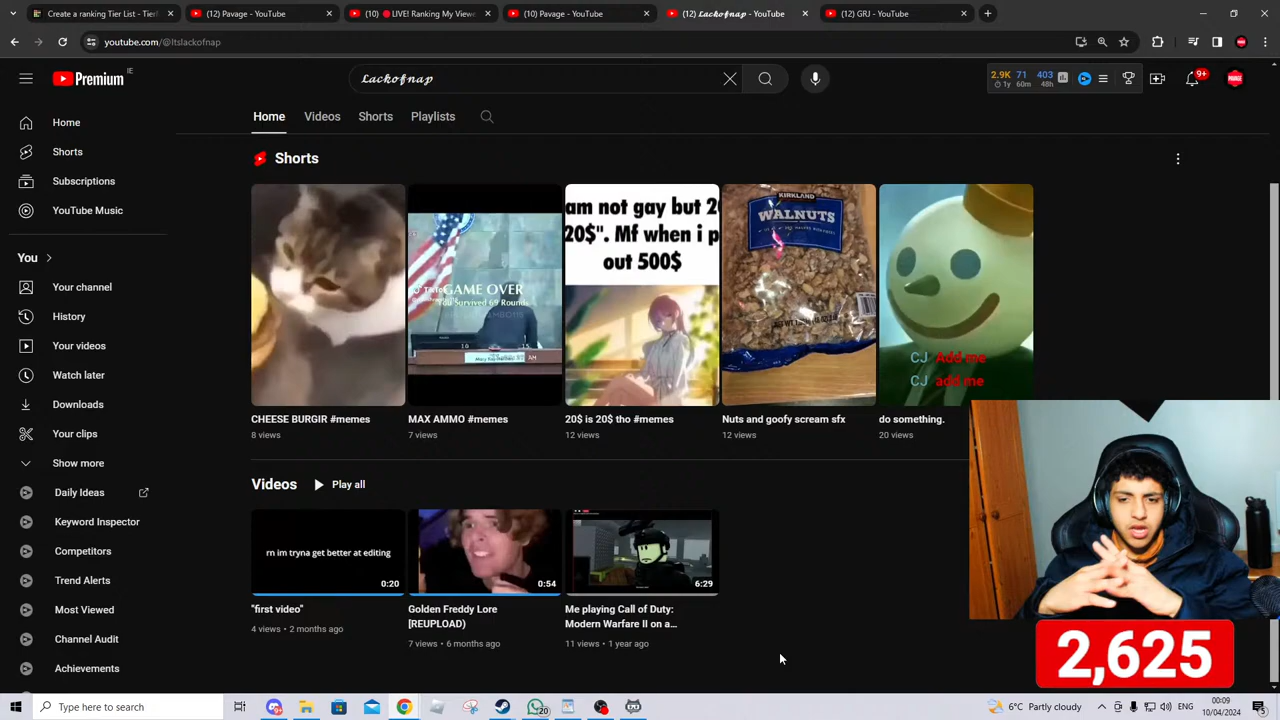 Create a ranking Tier List - TierM
(12) Pavage - YouTube
(10) 🔴LIVE! Ranking My View
(10) Pavage - YouTube
(12) 𝓛𝓪𝓬𝓴𝓸𝓯𝓷𝓪𝓹 - YouTube
(12) GRJ - YouTube
youtube.com/@Itslackofnap
Premium IE
𝓛𝓪𝓬𝓴𝓸𝓯𝓷𝓪𝓹
2.9K 71 403
1y 60m 48h
9+
Home
Videos
Shorts
Playlists
Home
Shorts
Subscriptions
YouTube Music
You
Your channel
History
Your videos
Watch later
Downloads
Your clips
Show more
Daily Ideas
Keyword Inspector
Competitors
Trend Alerts
Most Viewed
Channel Audit
Achievements
Shorts
GAME OVER
You Survived 69 Rounds
am not gay but 2
20$". Mf when i p
out 500$
KIRKLAND
WALNUTS
CJ Add me
CJ add me
CHEESE BURGIR #memes
8 views
MAX AMMO #memes
7 views
20$ is 20$ tho #memes
12 views
Nuts and goofy scream sfx
12 views
do something.
20 views
Videos
Play all
rn im tryna get better at editing
0:20
0:54
6:29
"first video"
4 views • 2 months ago
Golden Freddy Lore
[REUPLOAD]
7 views • 6 months ago
Me playing Call of Duty:
Modern Warfare II on a...
11 views • 1 year ago
2,625
Type here to search
20
6°C Partly cloudy
ENG
00:09
10/04/2024